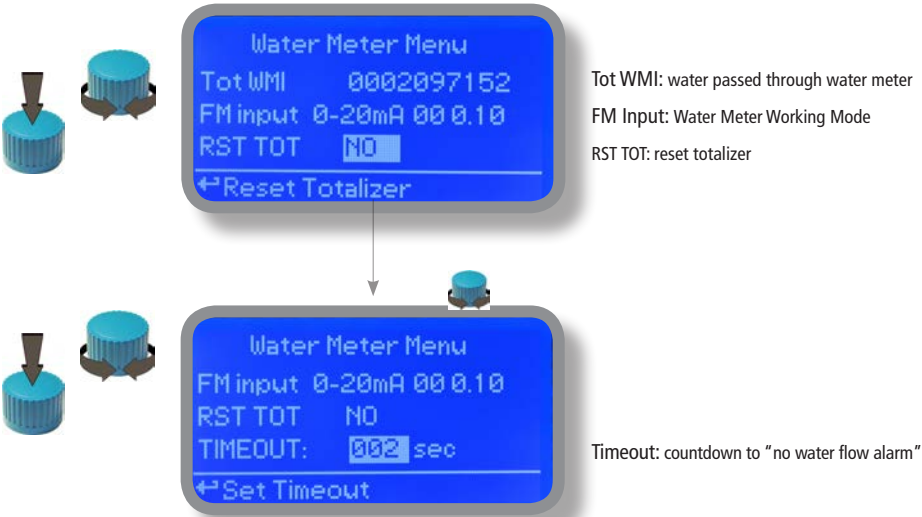 Water Meter Menu
Tot WMI 0002097152
FM input 0-20mA 00 0.10
RST TOT NO
↵Reset Totalizer
Tot WMI: water passed through water meter
FM Input: Water Meter Working Mode
RST TOT: reset totalizer
Water Meter Menu
FM input 0-20mA 00 0.10
RST TOT NO
TIMEOUT: 002 sec
↵Set Timeout
Timeout: countdown to “no water flow alarm”